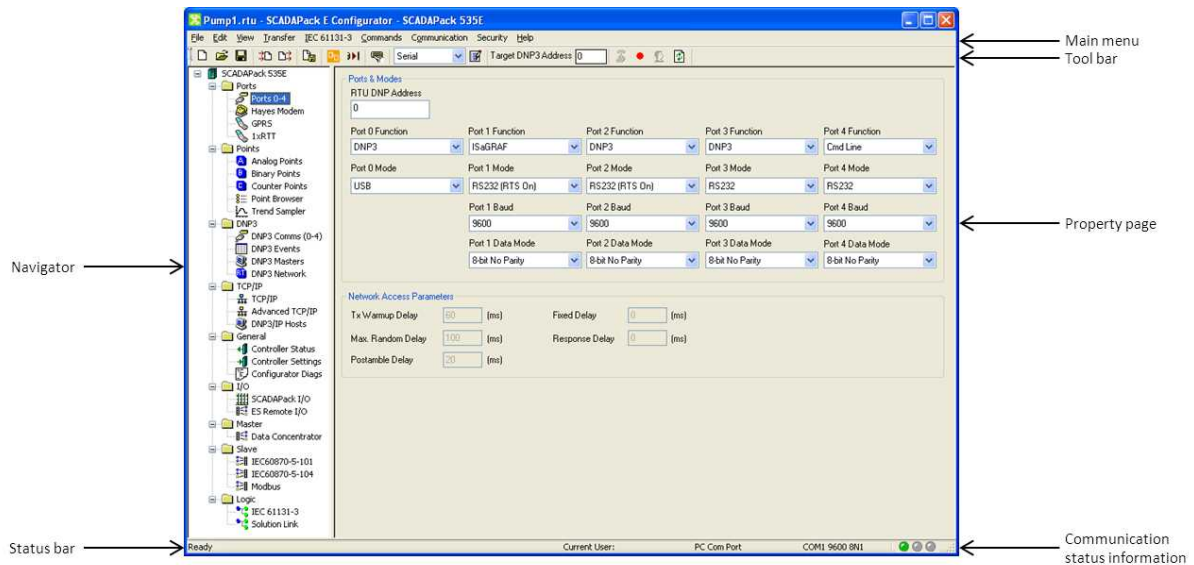 Pump1.rtu - SCADAPack E Configurator - SCADAPack 535E
File Edit View Transfer IEC 61131-3 Commands Communication Security Help
Serial Target DNP3 Address 0
Main menu
Tool bar
Property page
Communication
status information
Navigator
Status bar
SCADAPack 535E
Ports
Ports 0-4
Hayes Modem
GPRS
1xRTT
Points
Analog Points
Binary Points
Counter Points
Point Browser
Trend Sampler
DNP3
DNP3 Comms (0-4)
DNP3 Events
DNP3 Masters
DNP3 Network
TCP/IP
TCP/IP
Advanced TCP/IP
DNP3/IP Hosts
General
Controller Status
Controller Settings
Configurator Diags
I/O
SCADAPack I/O
ES Remote I/O
Master
Data Concentrator
Slave
IEC60870-5-101
IEC60870-5-104
Modbus
Logic
IEC 61131-3
Solution Link
Ports & Modes
RTU DNP Address
0
Port 0 Function Port 1 Function Port 2 Function Port 3 Function Port 4 Function
DNP3 ISaGRAF DNP3 DNP3 Cmd Line
Port 0 Mode Port 1 Mode Port 2 Mode Port 3 Mode Port 4 Mode
USB RS232 (RTS On) RS232 (RTS On) RS232 RS232
Port 1 Baud Port 2 Baud Port 3 Baud Port 4 Baud
9600 9600 9600 9600
Port 1 Data Mode Port 2 Data Mode Port 3 Data Mode Port 4 Data Mode
8-bit No Parity 8-bit No Parity 8-bit No Parity 8-bit No Parity
Network Access Parameters
Tx Warmup Delay 60 (ms) Fixed Delay 0 (ms)
Max. Random Delay 100 (ms) Response Delay 0 (ms)
Postamble Delay 20 (ms)
Ready Current User: PC Com Port COM1 9600 8N1